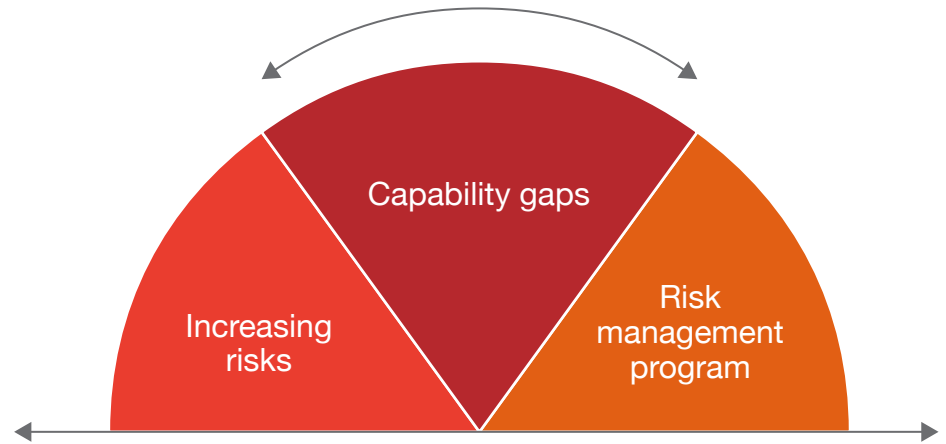 Capability gaps
Increasing
risks
Risk
management
program